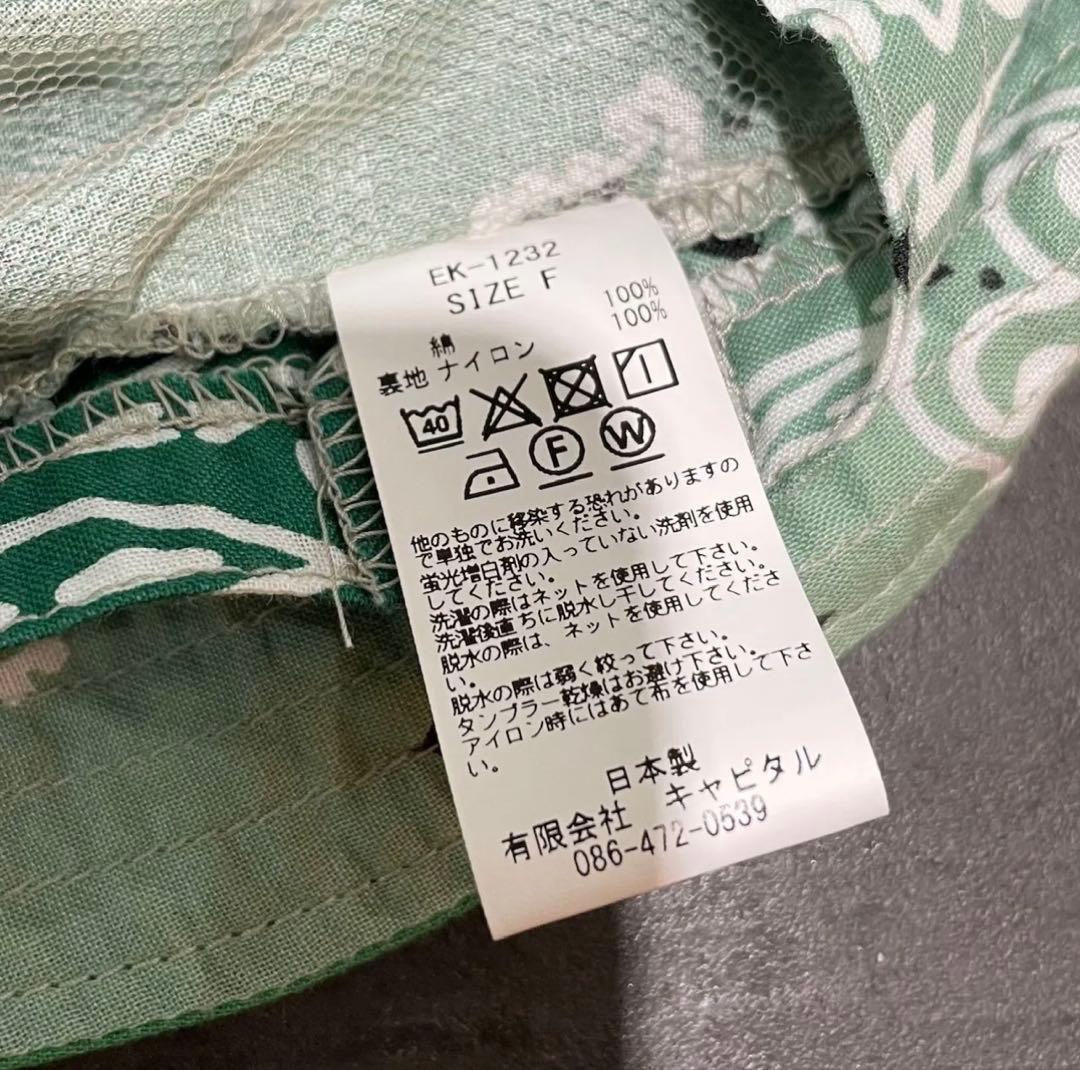 EK-1232
SIZE F
綿 100%
裏地 ナイロン 100%
40
F W
他のものに移染する恐れがありますの
で単独でお洗いください。
蛍光増白剤の入っていない洗剤を使用
してください。
洗濯の際はネットを使用して下さい。
洗濯後直ちに脱水し干してください。
脱水の際は、ネットを使用してくださ
い。
脱水の際は弱く絞って下さい。
タンブラー乾燥はお避け下さい。
アイロン時にはあて布を使用して下さ
い。
日本製
有限会社 キャピタル
086-472-0539